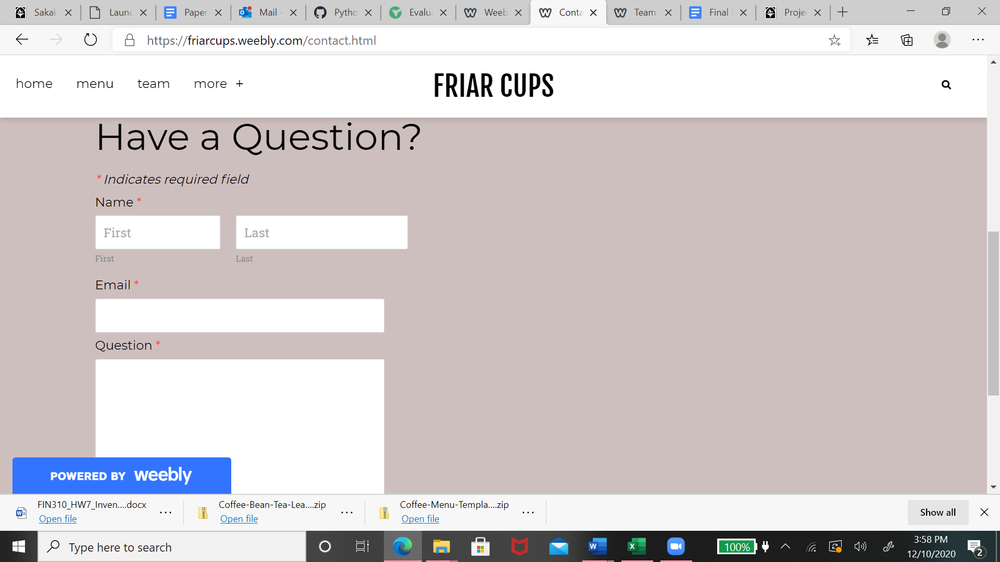 Sakai
Launc
Paper
Mail -
Pytho
Evalua
Weeb
Conta
Team
Final
Projec
https://friarcups.weebly.com/contact.html
home menu team more +
FRIAR CUPS
Have a Question?
* Indicates required field
Name *
First Last
First Last
Email *
Question *
POWERED BY weebly
FIN310_HW7_Inven....docx
Open file
Coffee-Bean-Tea-Lea....zip
Open file
Coffee-Menu-Templa....zip
Open file
Show all
Type here to search
100%
3:58 PM
12/10/2020
2